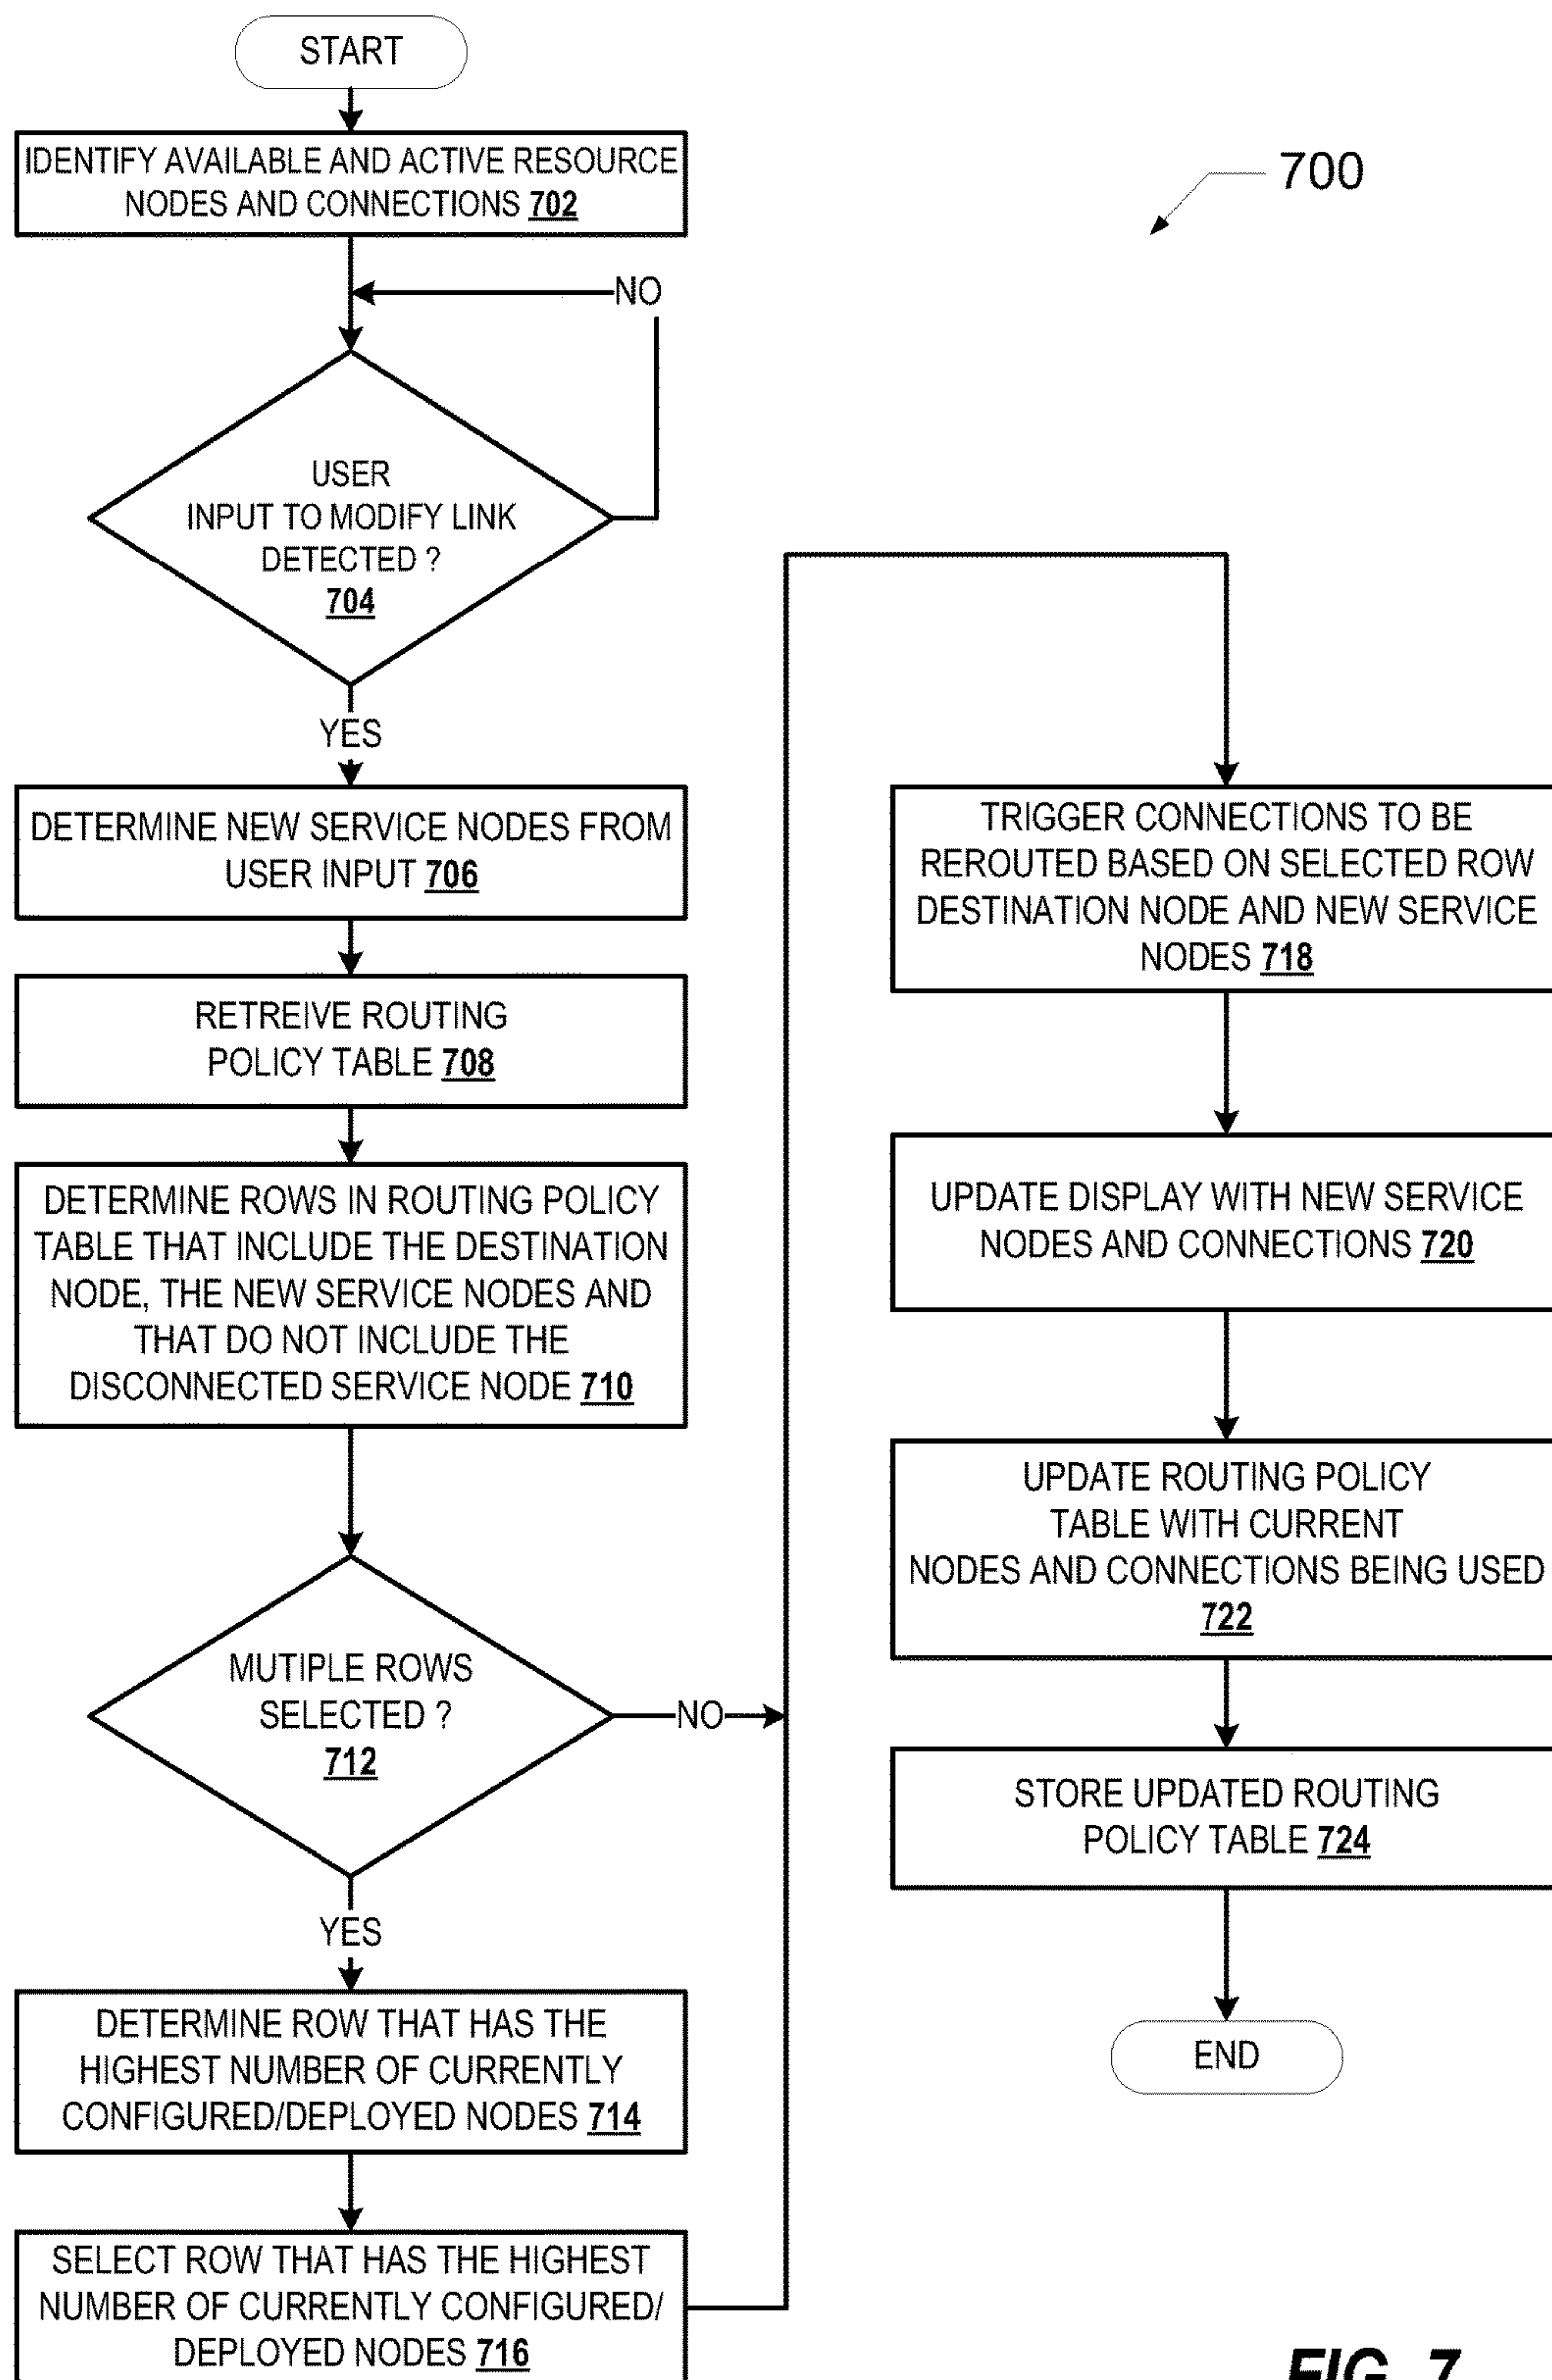 START
IDENTIFY AVAILABLE AND ACTIVE RESOURCE
NODES AND CONNECTIONS 702
700
NO
USER
INPUT TO MODIFY LINK
DETECTED ?
704
YES
DETERMINE NEW SERVICE NODES FROM
USER INPUT 706
RETREIVE ROUTING
POLICY TABLE 708
DETERMINE ROWS IN ROUTING POLICY
TABLE THAT INCLUDE THE DESTINATION
NODE, THE NEW SERVICE NODES AND
THAT DO NOT INCLUDE THE
DISCONNECTED SERVICE NODE 710
MUTIPLE ROWS
SELECTED ?
712
NO
YES
DETERMINE ROW THAT HAS THE
HIGHEST NUMBER OF CURRENTLY
CONFIGURED/DEPLOYED NODES 714
SELECT ROW THAT HAS THE HIGHEST
NUMBER OF CURRENTLY CONFIGURED/
DEPLOYED NODES 716
TRIGGER CONNECTIONS TO BE
REROUTED BASED ON SELECTED ROW
DESTINATION NODE AND NEW SERVICE
NODES 718
UPDATE DISPLAY WITH NEW SERVICE
NODES AND CONNECTIONS 720
UPDATE ROUTING POLICY
TABLE WITH CURRENT
NODES AND CONNECTIONS BEING USED
722
STORE UPDATED ROUTING
POLICY TABLE 724
END
FIG. 7